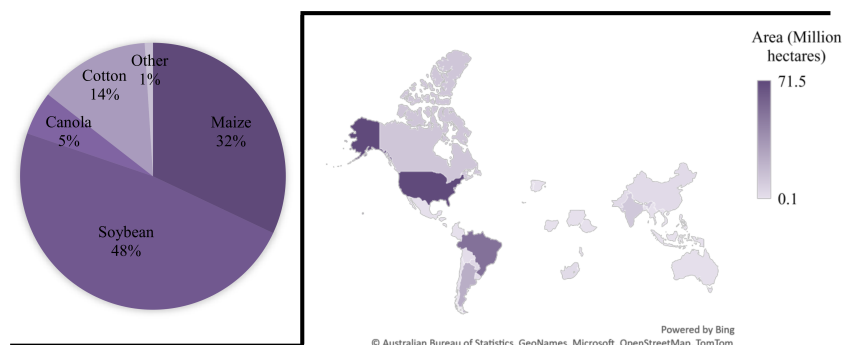 Other
1%
Cotton
14%
Canola
5%
Maize
32%
Soybean
48%
Area (Million
hectares)
71.5
0.1
Powered by Bing
© Australian Bureau of Statistics, GeoNames, Microsoft, OpenStreetMap, TomTom